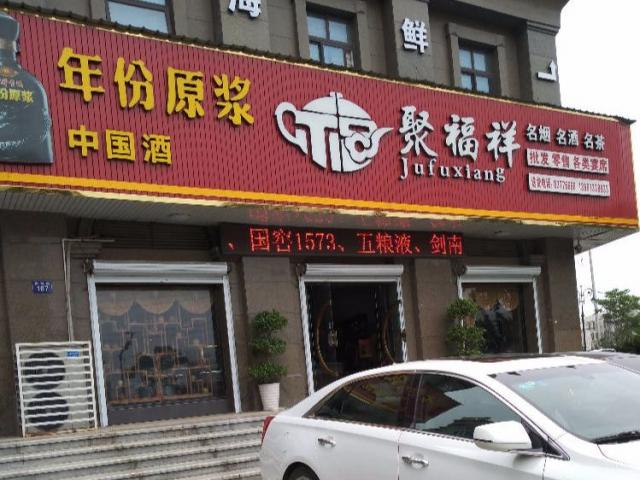 海鲜
年份原浆
中国酒
聚福祥
Jufuxiang
名烟 名酒 名茶
批发 零售 各类宴席
、国窖1573、五粮液、剑南
167